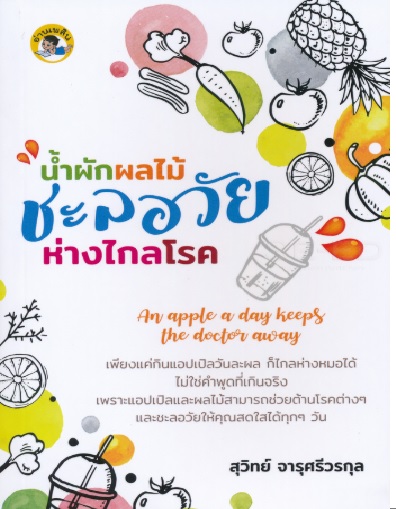 อ่านเพลิน
น้ำผักผลไม้
ชะลอวัย
ห่างไกลโรค
An apple a day keeps
the doctor away
เพียงแค่กินแอปเปิลวันละผล ก็ไกลห่างหมอได้
ไม่ใช่คำพูดที่เกินจริง
เพราะแอปเปิลและผลไม้สามารถช่วยต้านโรคต่างๆ
และชะลอวัยให้คุณสดใสได้ทุกๆ วัน
สุวิทย์ จารุศรีวรกุล